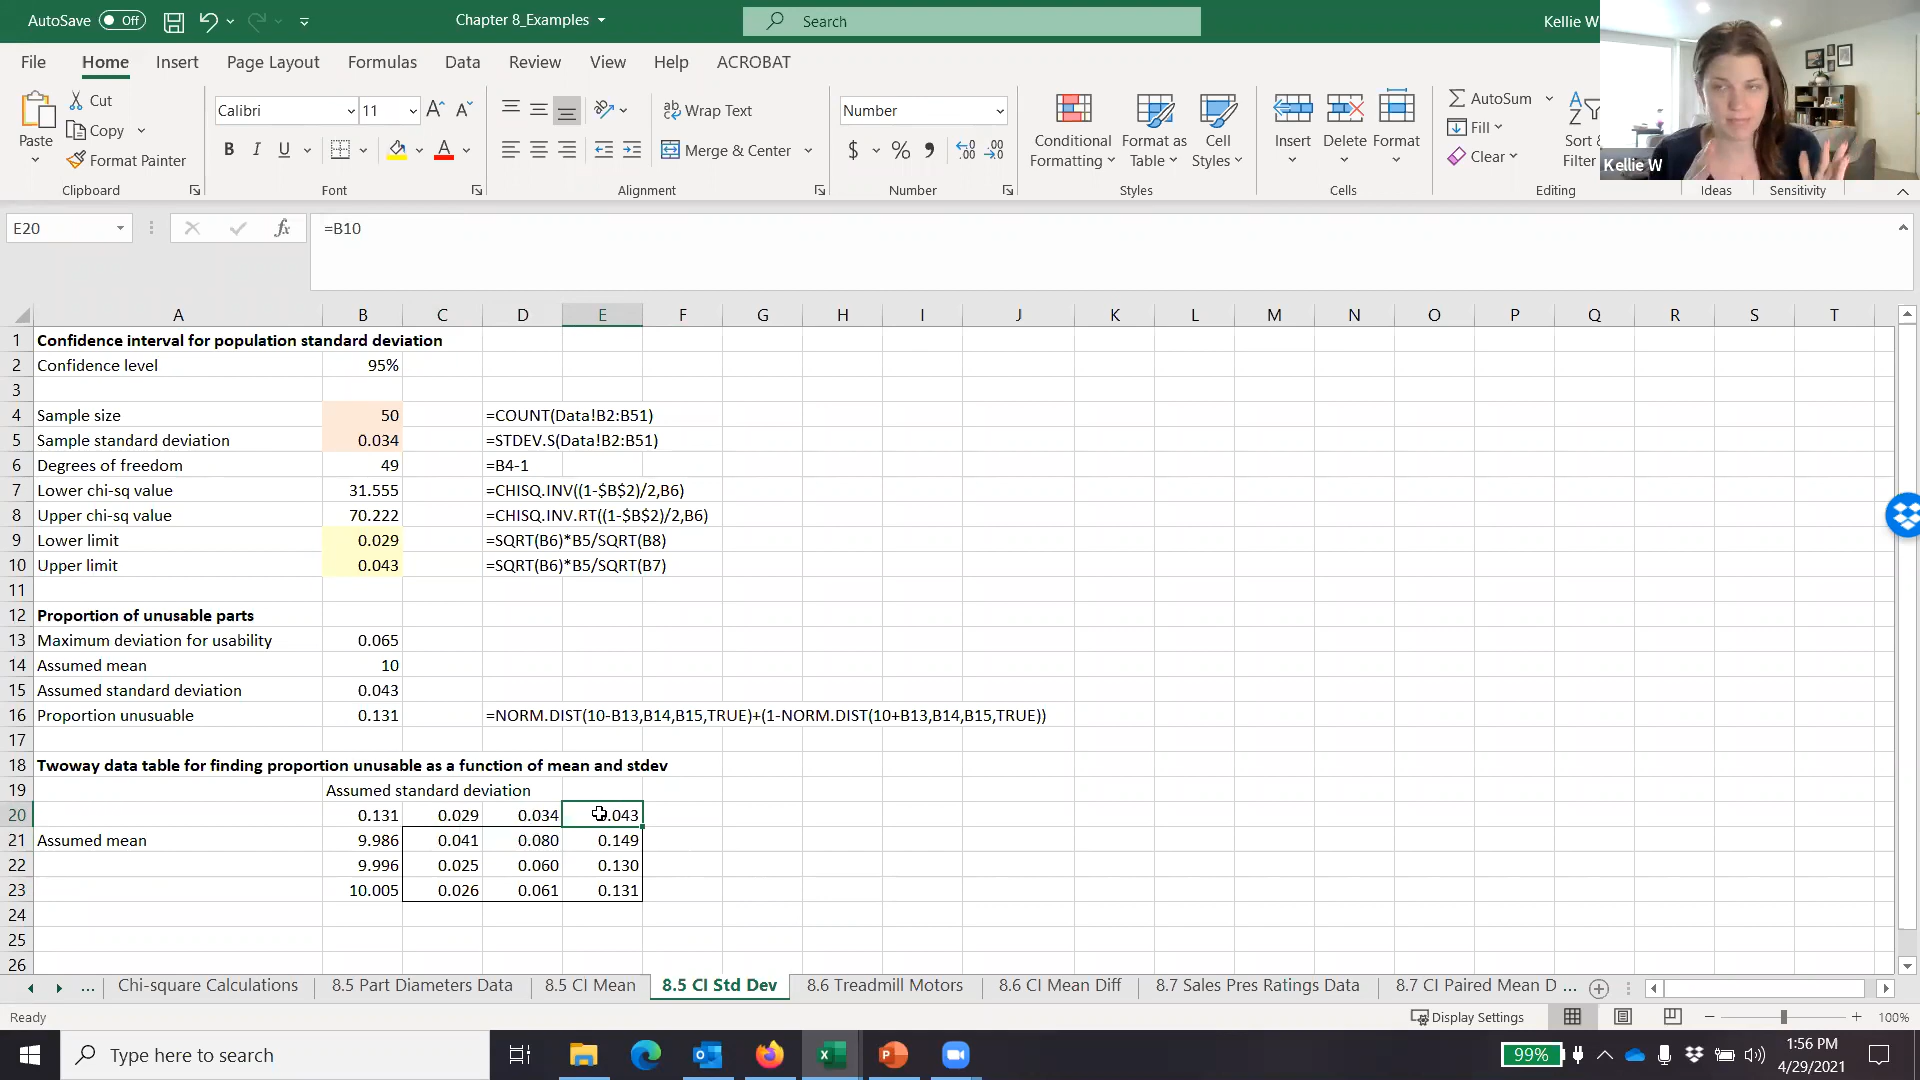 AutoSave Off Chapter 8_Examples Search Kellie W
File Home Insert Page Layout Formulas Data Review View Help ACROBAT
Paste Cut Copy Format Painter
Clipboard
Calibri 11
B I U
Font
Wrap Text
Merge & Center
Alignment
Number
$ % 9
Number
Conditional Formatting Format as Table Cell Styles
Styles
Insert Delete Format
Cells
AutoSum
Fill
Clear
Sort & Filter
Editing
Ideas
Sensitivity
Kellie W
E20 fx =B10
A B C D E F G H I J K L M N O P Q R S T
1 Confidence interval for population standard deviation
2 Confidence level 95%
3
4 Sample size 50 =COUNT(Data!B2:B51)
5 Sample standard deviation 0.034 =STDEV.S(Data!B2:B51)
6 Degrees of freedom 49 =B4-1
7 Lower chi-sq value 31.555 =CHISQ.INV((1-$B$2)/2,B6)
8 Upper chi-sq value 70.222 =CHISQ.INV.RT((1-$B$2)/2,B6)
9 Lower limit 0.029 =SQRT(B6)*B5/SQRT(B8)
10 Upper limit 0.043 =SQRT(B6)*B5/SQRT(B7)
11
12 Proportion of unusable parts
13 Maximum deviation for usability 0.065
14 Assumed mean 10
15 Assumed standard deviation 0.043
16 Proportion unusuable 0.131 =NORM.DIST(10-B13,B14,B15,TRUE)+(1-NORM.DIST(10+B13,B14,B15,TRUE))
17
18 Twoway data table for finding proportion unusable as a function of mean and stdev
19 Assumed standard deviation
20 0.131 0.029 0.034 .043
21 Assumed mean 9.986 0.041 0.080 0.149
22 9.996 0.025 0.060 0.130
23 10.005 0.026 0.061 0.131
24
25
26
... Chi-square Calculations 8.5 Part Diameters Data 8.5 CI Mean 8.5 CI Std Dev 8.6 Treadmill Motors 8.6 CI Mean Diff 8.7 Sales Pres Ratings Data 8.7 CI Paired Mean D ...
Ready Display Settings 100%
Type here to search 99% 1:56 PM
4/29/2021